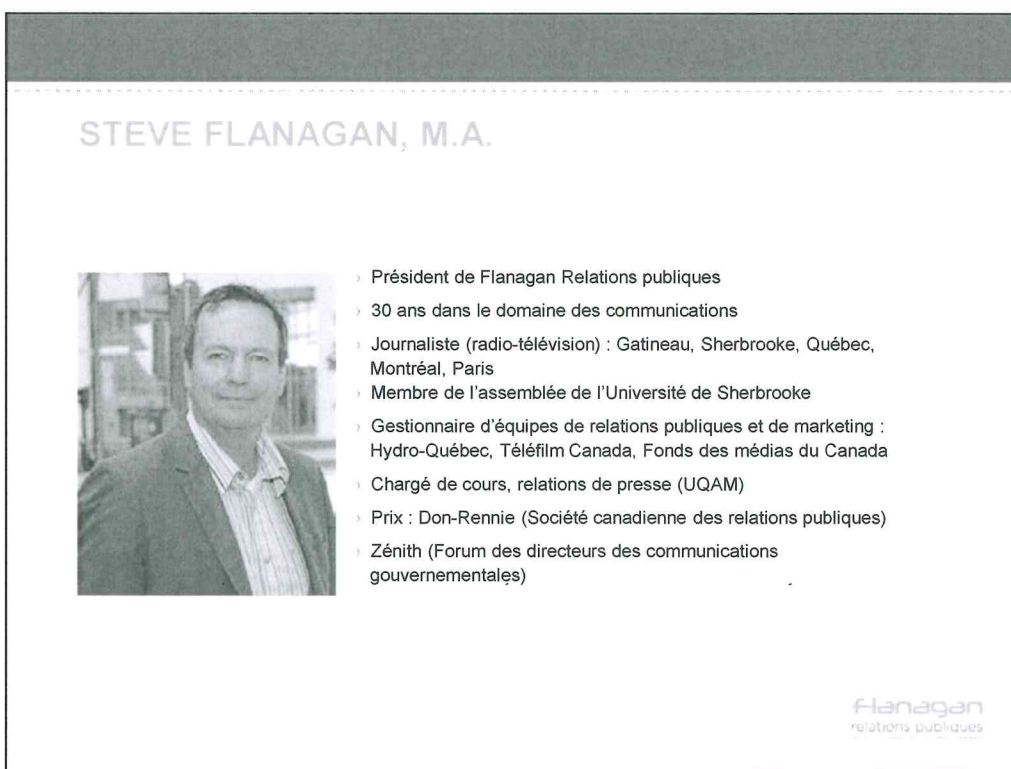 STEVE FLANAGAN, M.A.
› Président de Flanagan Relations publiques
› 30 ans dans le domaine des communications
› Journaliste (radio-télévision) : Gatineau, Sherbrooke, Québec,
Montréal, Paris
› Membre de l'assemblée de l'Université de Sherbrooke
› Gestionnaire d'équipes de relations publiques et de marketing :
Hydro-Québec, Téléfilm Canada, Fonds des médias du Canada
› Chargé de cours, relations de presse (UQAM)
› Prix : Don-Rennie (Société canadienne des relations publiques)
› Zénith (Forum des directeurs des communications
gouvernementales)
Flanagan
relations publiques